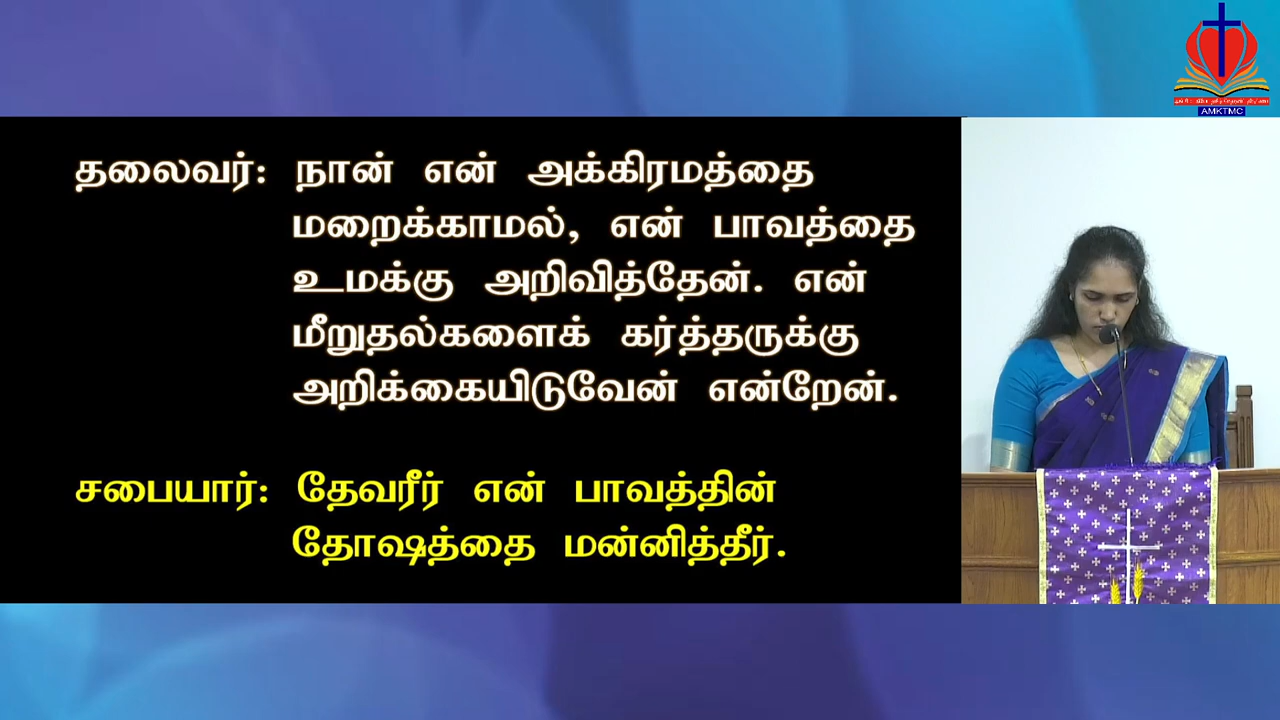 தலைவர்: நான் என் அக்கிரமத்தை
மறைக்காமல், என் பாவத்தை
உமக்கு அறிவித்தேன். என்
மீறுதல்களைக் கர்த்தருக்கு
அறிக்கையிடுவேன் என்றேன்.
சபையார்: தேவரீர் என் பாவத்தின்
தோஷத்தை மன்னித்தீர்.
AMKTMC